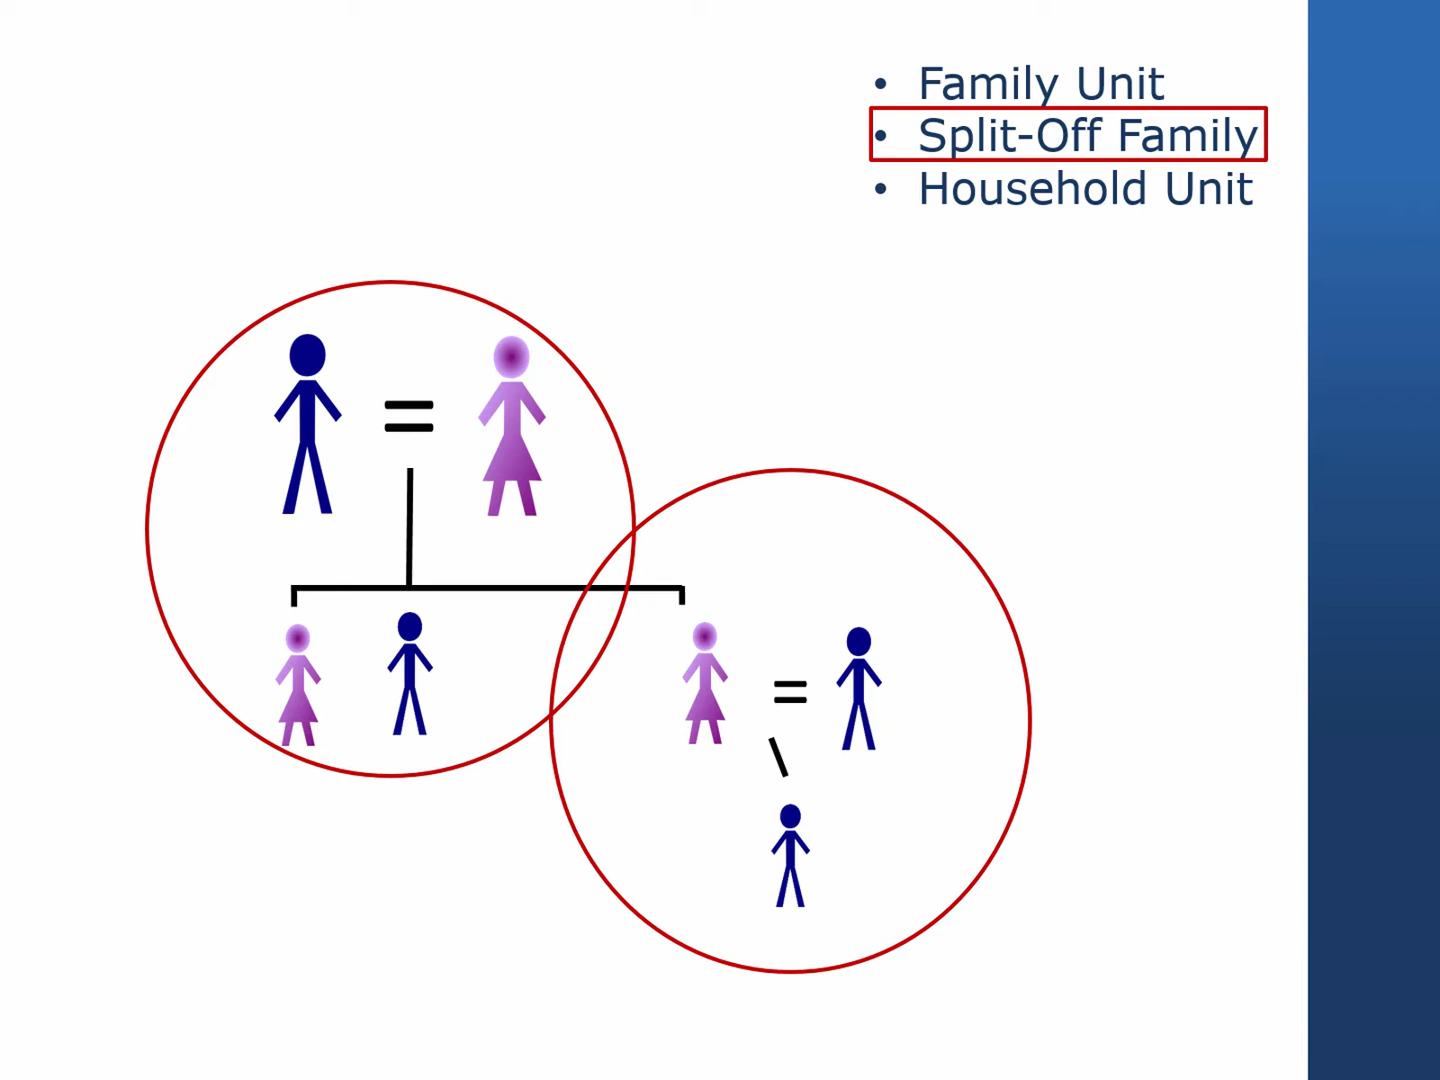 • Family Unit
• Split-Off Family
• Household Unit
=
=